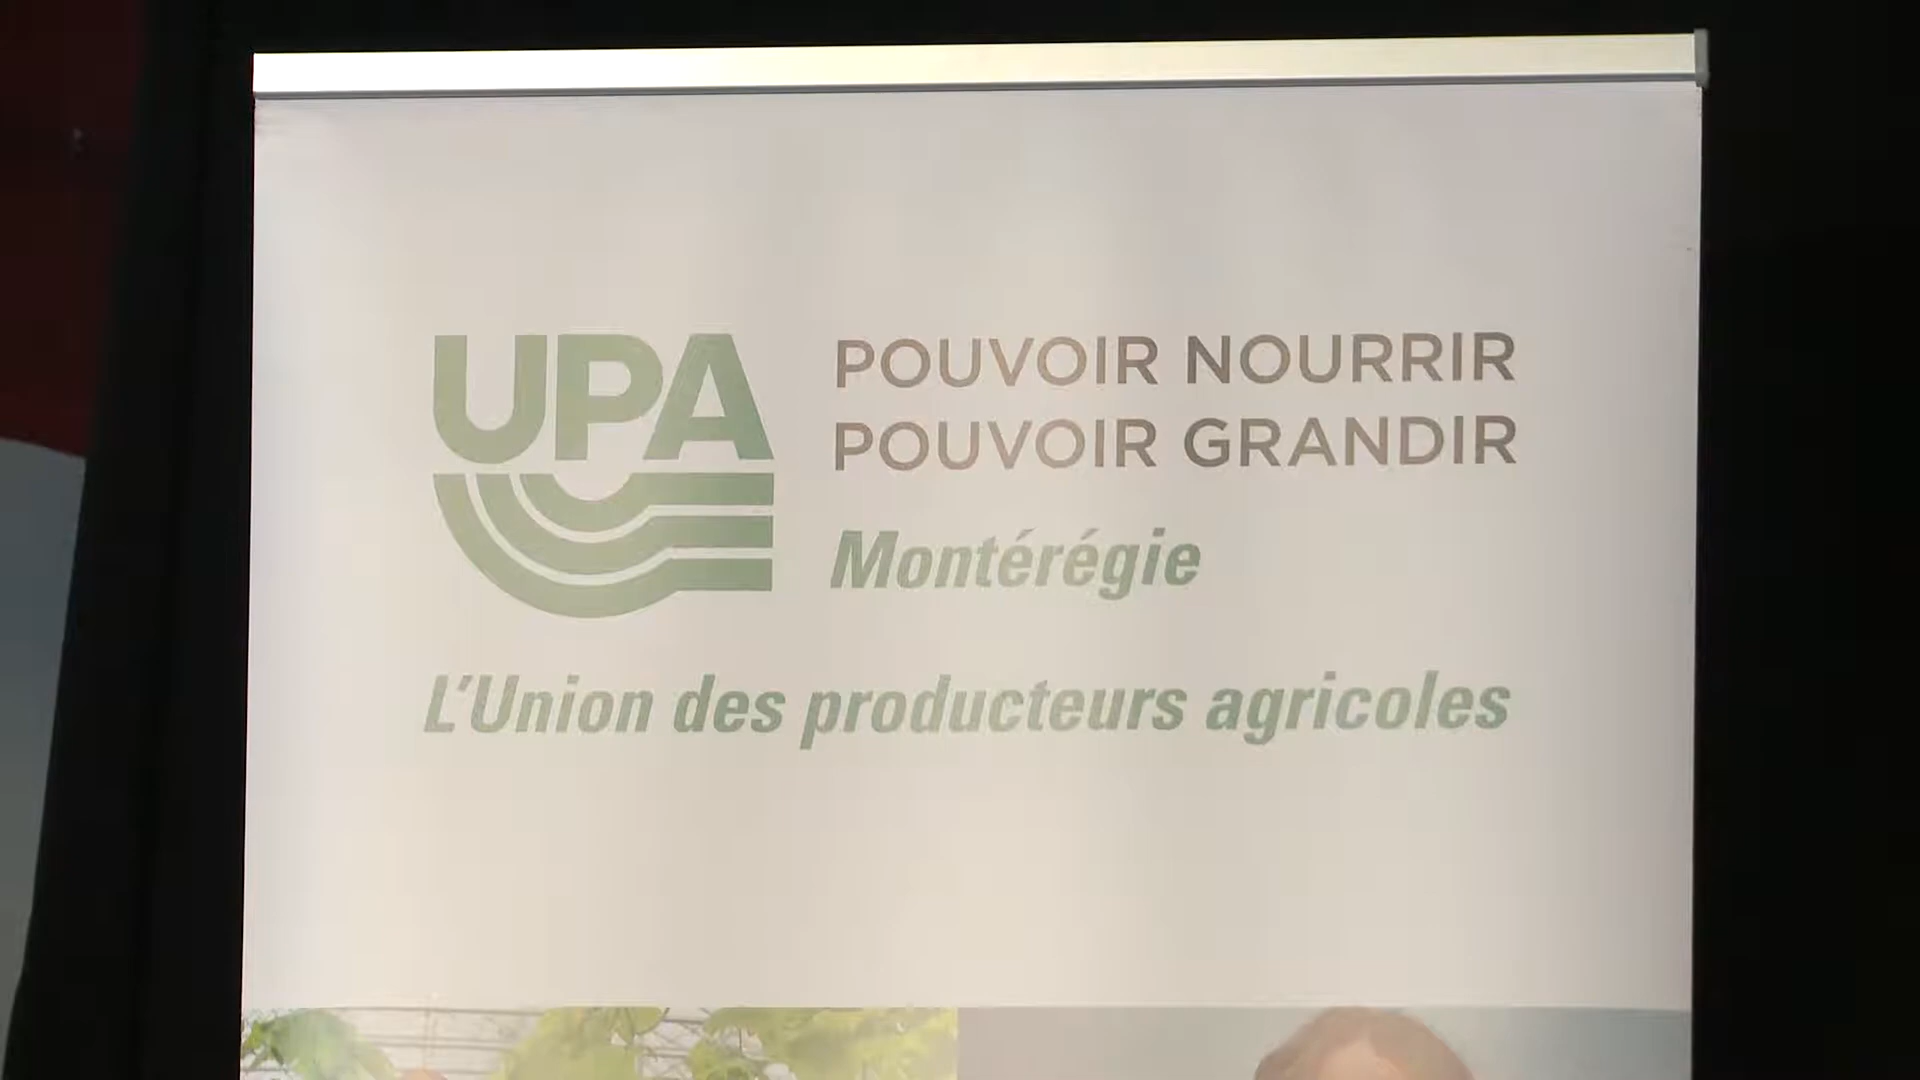 UPA
POUVOIR NOURRIR
POUVOIR GRANDIR
Montérégie
L'Union des producteurs agricoles